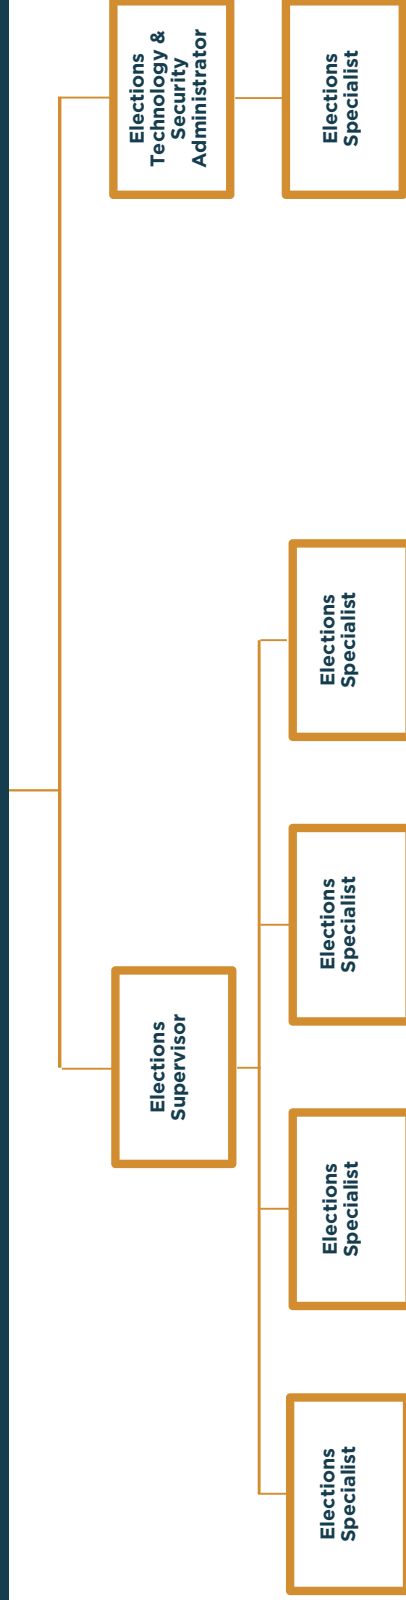 Elections
Supervisor
Elections
Technology &
Security
Administrator
Elections
Specialist
Elections
Specialist
Elections
Specialist
Elections
Specialist
Elections
Specialist